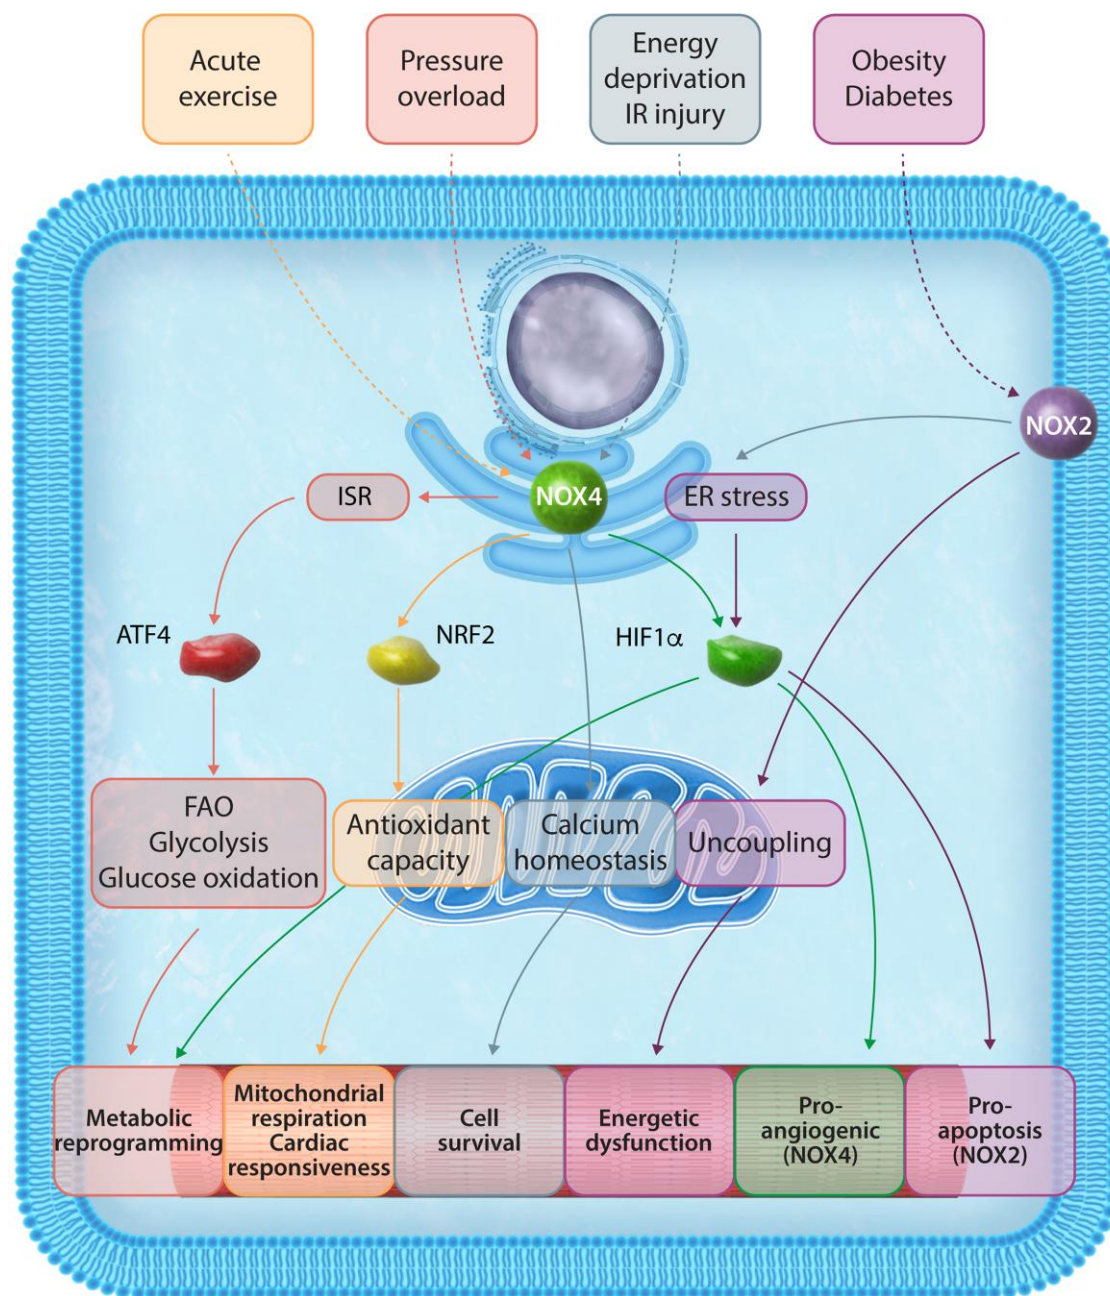 Acute
exercise
Pressure
overload
Energy
deprivation
IR injury
Obesity
Diabetes
NOX2
ISR
NOX4
ER stress
ATF4
NRF2
HIF1α
FAO
Glycolysis
Glucose oxidation
Antioxidant
capacity
Calcium
homeostasis
Uncoupling
Metabolic
reprogramming
Mitochondrial
respiration
Cardiac
responsiveness
Cell
survival
Energetic
dysfunction
Pro-
angiogenic
(NOX4)
Pro-
apoptosis
(NOX2)